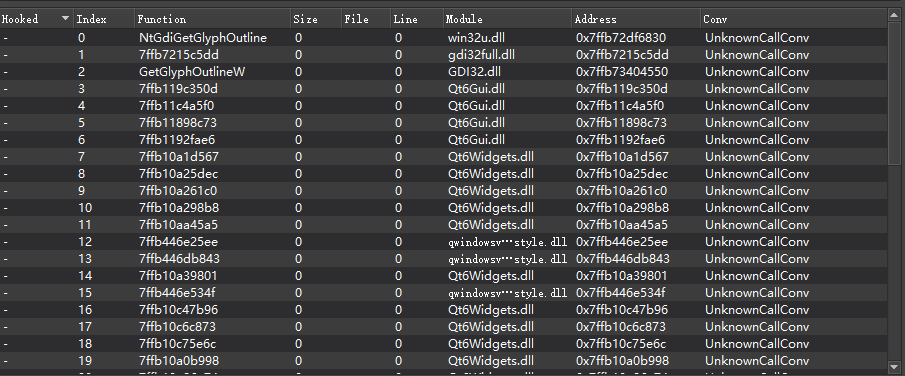 Hooked Index Function Size File Line Module Address Conv
- 0 NtGdiGetGlyphOutline 0 0 win32u.dll 0x7ffb72df6830 UnknownCallConv
- 1 7ffb7215c5dd 0 0 gdi32full.dll 0x7ffb7215c5dd UnknownCallConv
- 2 GetGlyphOutlineW 0 0 GDI32.dll 0x7ffb73404550 UnknownCallConv
- 3 7ffb119c350d 0 0 Qt6Gui.dll 0x7ffb119c350d UnknownCallConv
- 4 7ffb11c4a5f0 0 0 Qt6Gui.dll 0x7ffb11c4a5f0 UnknownCallConv
- 5 7ffb11898c73 0 0 Qt6Gui.dll 0x7ffb11898c73 UnknownCallConv
- 6 7ffb1192fae6 0 0 Qt6Gui.dll 0x7ffb1192fae6 UnknownCallConv
- 7 7ffb10a1d567 0 0 Qt6Widgets.dll 0x7ffb10a1d567 UnknownCallConv
- 8 7ffb10a25dec 0 0 Qt6Widgets.dll 0x7ffb10a25dec UnknownCallConv
- 9 7ffb10a261c0 0 0 Qt6Widgets.dll 0x7ffb10a261c0 UnknownCallConv
- 10 7ffb10a298b8 0 0 Qt6Widgets.dll 0x7ffb10a298b8 UnknownCallConv
- 11 7ffb10aa45a5 0 0 Qt6Widgets.dll 0x7ffb10aa45a5 UnknownCallConv
- 12 7ffb446e25ee 0 0 qwindowsv…style.dll 0x7ffb446e25ee UnknownCallConv
- 13 7ffb446db843 0 0 qwindowsv…style.dll 0x7ffb446db843 UnknownCallConv
- 14 7ffb10a39801 0 0 Qt6Widgets.dll 0x7ffb10a39801 UnknownCallConv
- 15 7ffb446e534f 0 0 qwindowsv…style.dll 0x7ffb446e534f UnknownCallConv
- 16 7ffb10c47b96 0 0 Qt6Widgets.dll 0x7ffb10c47b96 UnknownCallConv
- 17 7ffb10c6c873 0 0 Qt6Widgets.dll 0x7ffb10c6c873 UnknownCallConv
- 18 7ffb10c75e6c 0 0 Qt6Widgets.dll 0x7ffb10c75e6c UnknownCallConv
- 19 7ffb10a0b998 0 0 Qt6Widgets.dll 0x7ffb10a0b998 UnknownCallConv